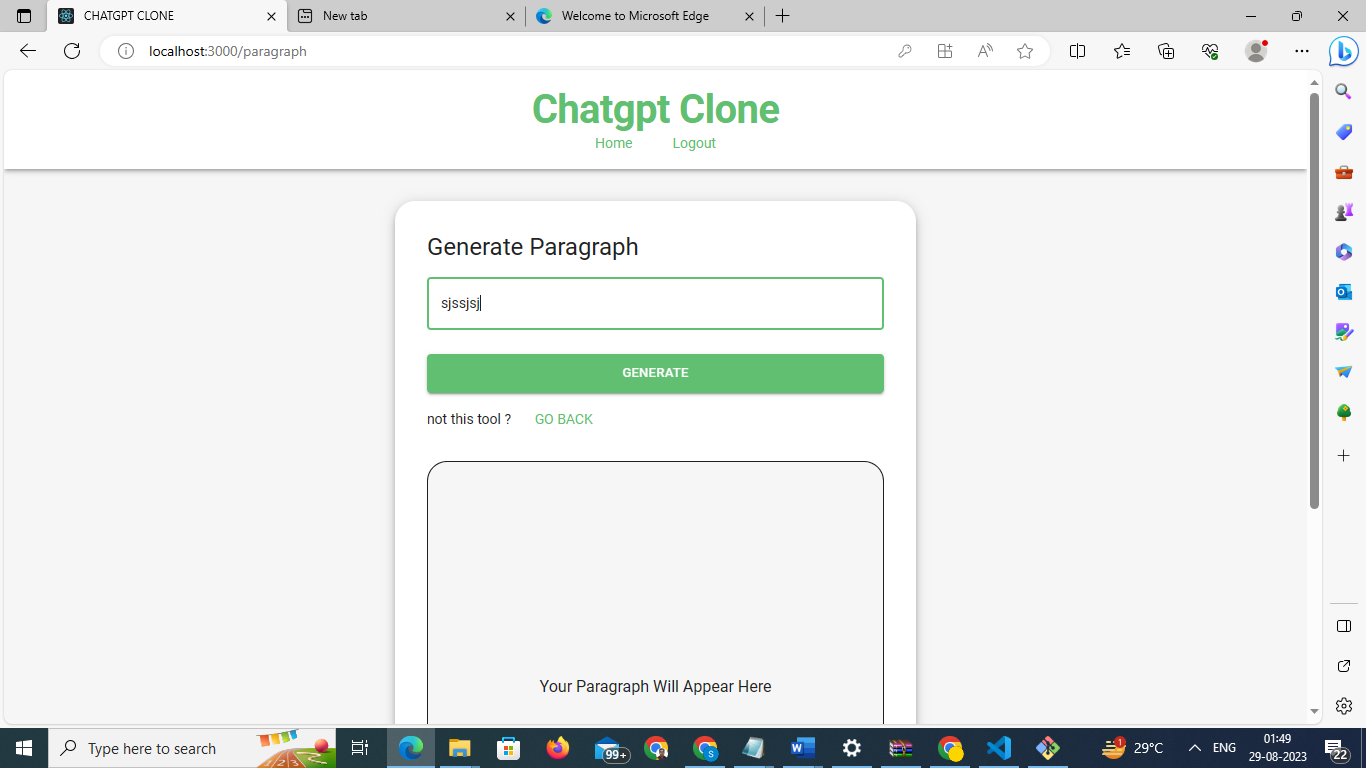 CHATGPT CLONE
New tab
Welcome to Microsoft Edge
localhost:3000/paragraph
Chatgpt Clone
Home Logout
Generate Paragraph
sjssjsj
GENERATE
not this tool ? GO BACK
Your Paragraph Will Appear Here
Type here to search
99+
S
1
29°C
ENG
01:49
29-08-2023
22